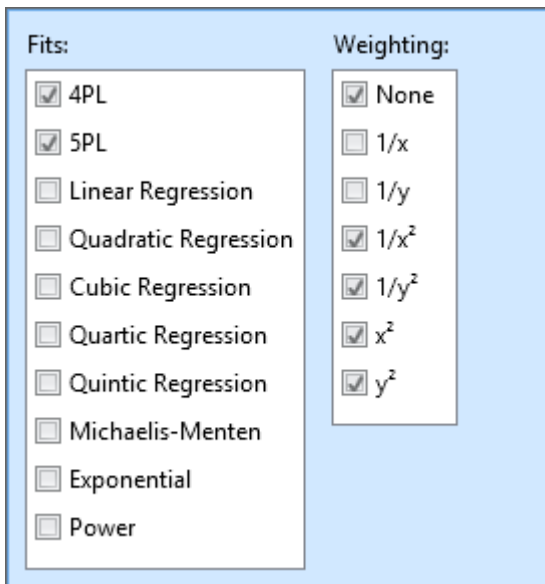 Fits:
4PL
5PL
Linear Regression
Quadratic Regression
Cubic Regression
Quartic Regression
Quintic Regression
Michaelis-Menten
Exponential
Power
Weighting:
None
1/x
1/y
1/x²
1/y²
x²
y²